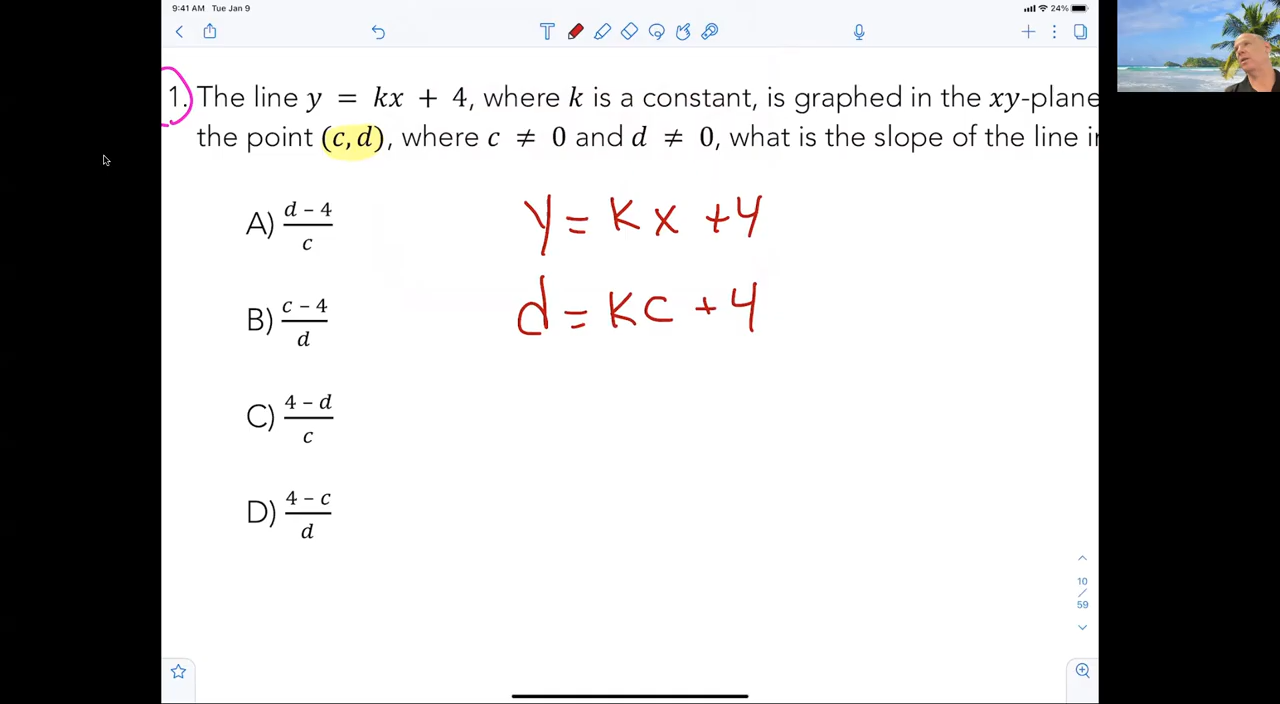 9:41 AM Tue Jan 9
24%
1. The line y = kx + 4, where k is a constant, is graphed in the xy-plane
the point (c, d), where c ≠ 0 and d ≠ 0, what is the slope of the line i
A) d – 4 / c
B) c – 4 / d
C) 4 – d / c
D) 4 – c / d
y = kx + 4
d = kc + 4
10
/
59